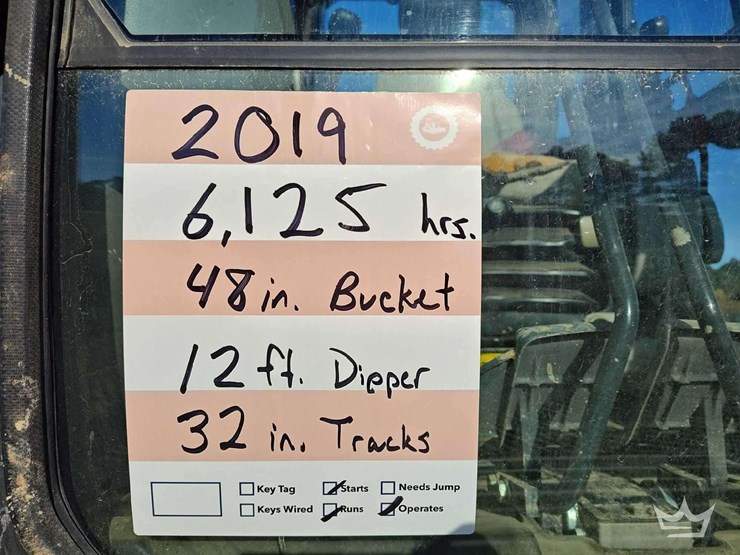 2019
6,125 hrs.
48 in. Bucket
12 ft. Dipper
32 in. Tracks
Key Tag Starts Needs Jump
Keys Wired Runs Operates